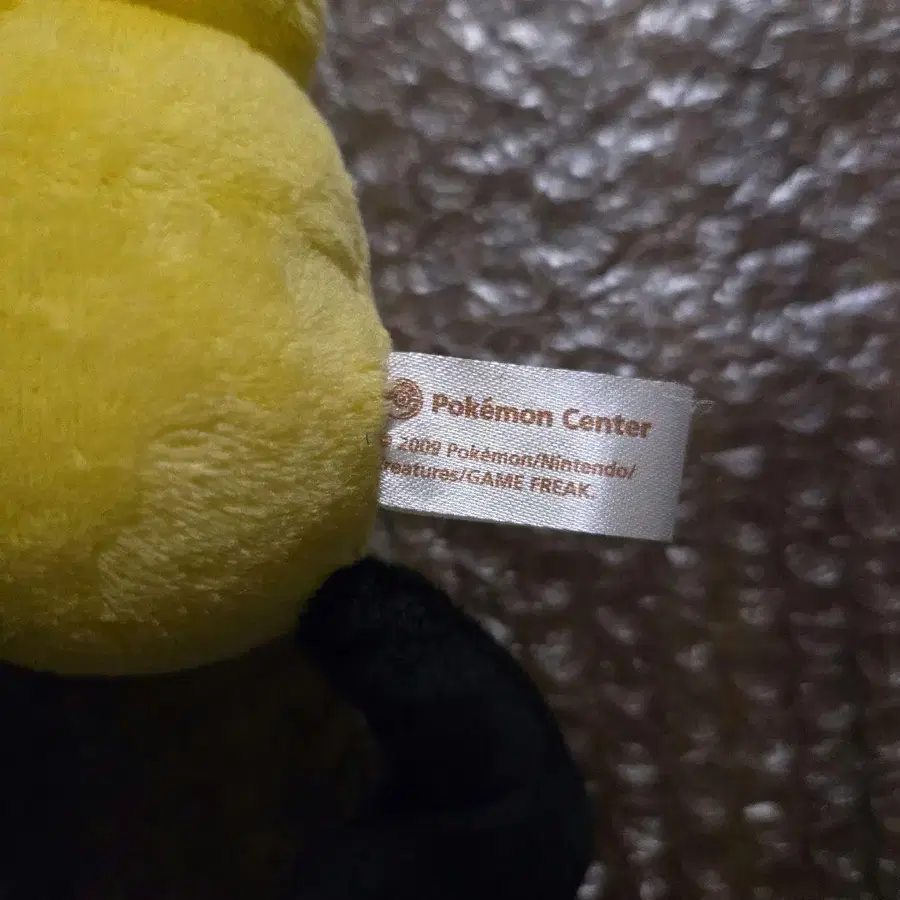 Pokémon Center
© 2009 Pokémon/Nintendo/
reatures/GAME FREAK.